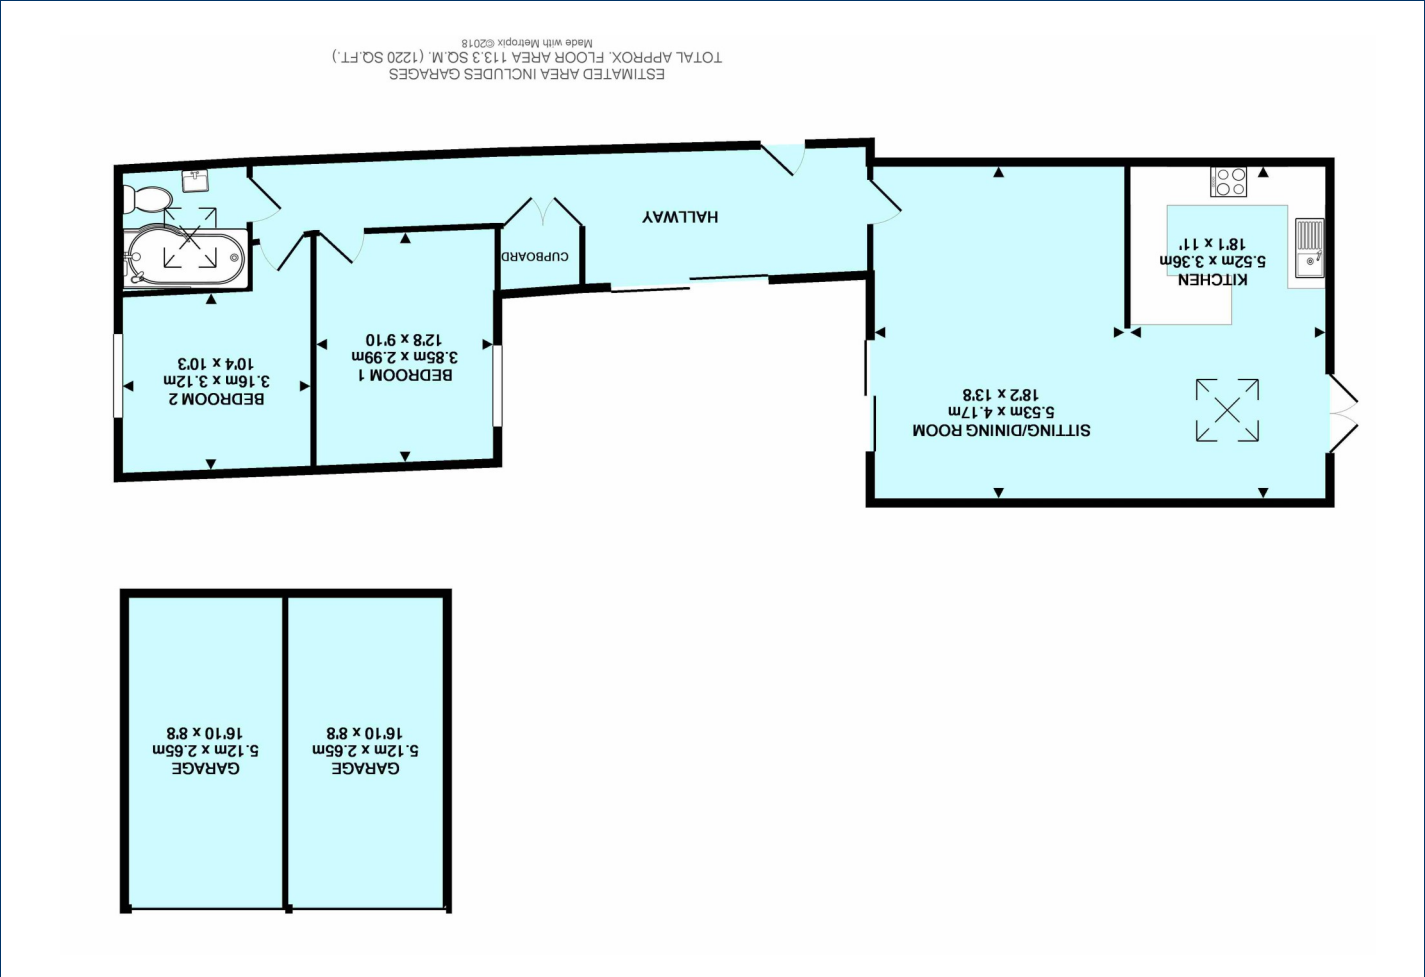 GARAGE
5.12m x 2.65m
16'10 x 8'8
GARAGE
5.12m x 2.65m
16'10 x 8'8
SITTING/DINING ROOM
5.53m x 4.17m
18'2 x 13'8
BEDROOM 2
3.16m x 3.12m
10'4 x 10'3
BEDROOM 1
3.85m x 2.99m
12'8 x 9'10
KITCHEN
5.52m x 3.36m
18'1 x 11'
CUPBOARD
HALLWAY
ESTIMATED AREA INCLUDES GARAGES
TOTAL APPROX. FLOOR AREA 113.3 SQ.M. (1220 SQ.FT.)
Made with Metropix ©2018